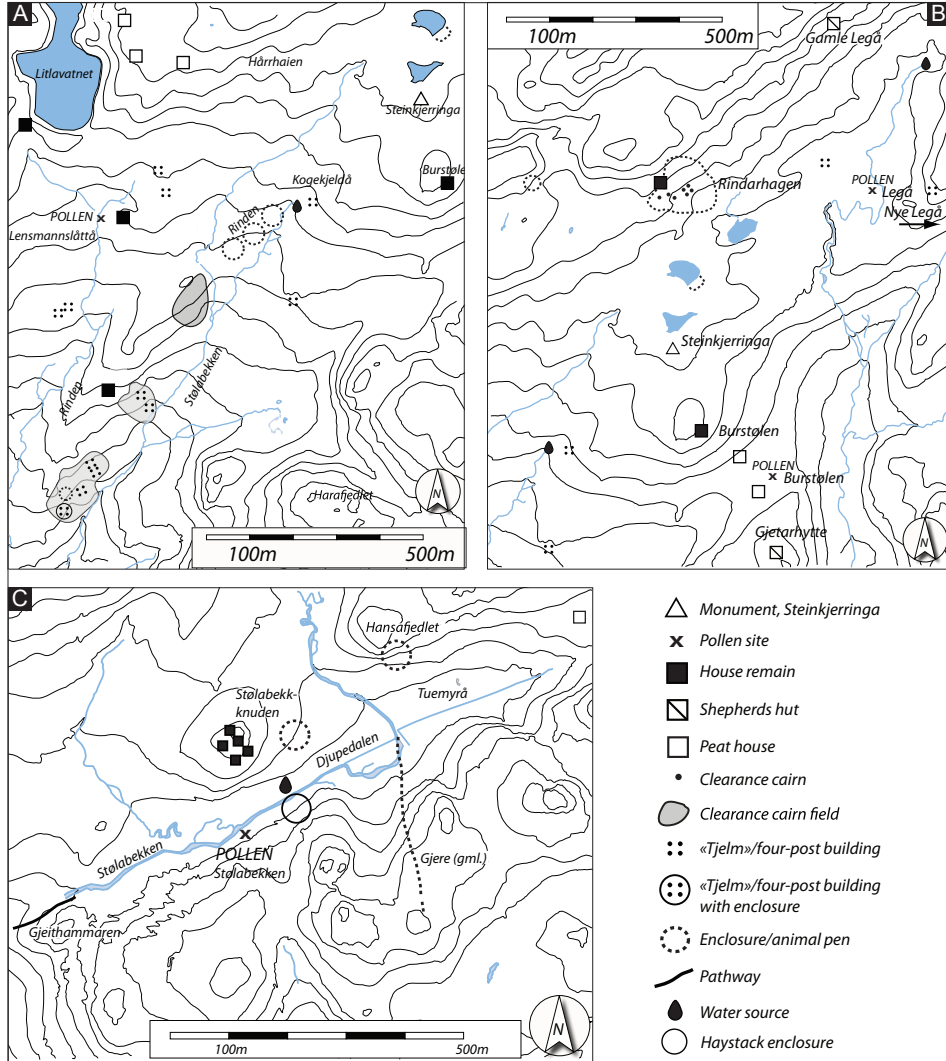 A
Litlavatnet
Hårrhaien
Steinkjerringa
Burstøle
Kogekjeldå
POLLEN
Lensmannslåttå
Rinden
Rinden
Stølabekken
Harafjedlet
N
100m
500m
B
100m
500m
Gamle Legå
Rindarhagen
POLLEN
Legå
Nye Legå
Steinkjerringa
Burstølen
POLLEN
Burstølen
Gjetarhytte
N
C
Hansafjedlet
Stølabekk-
knuden
Tuemyrå
Djupedalen
Stølabekken
POLLEN
Stølabekken
Gjere (gml.)
Gjeithammaren
N
100m
500m
Monument, Steinkjerringa
Pollen site
House remain
Shepherds hut
Peat house
Clearance cairn
Clearance cairn field
«Tjelm»/four-post building
«Tjelm»/four-post building
with enclosure
Enclosure/animal pen
Pathway
Water source
Haystack enclosure